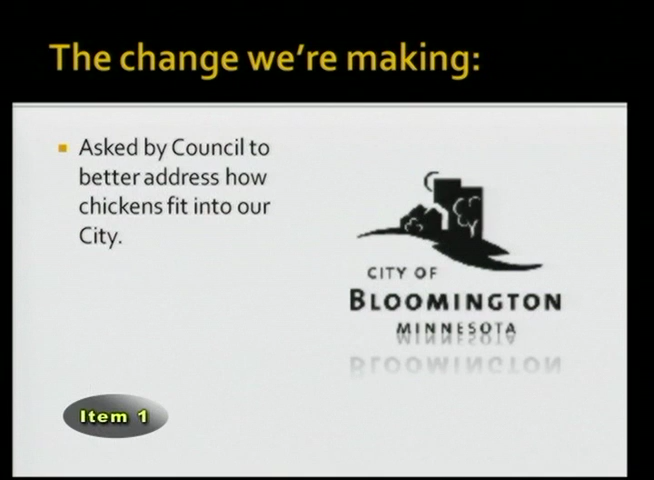 The change we're making:
Asked by Council to
better address how
chickens fit into our
City.
CITY OF
BLOOMINGTON
MINNESOTA
Item 1